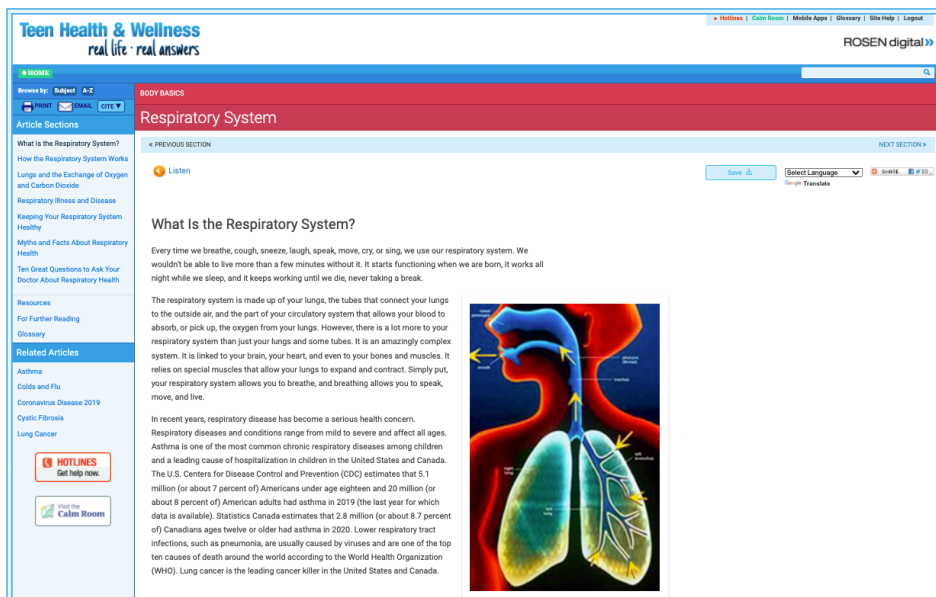 Teen Health & Wellness
real life · real answers
Hotlines | Calm Room | Mobile Apps | Glossary | Site Help | Logout
ROSEN digital»
HOME
Browse by: Subject A-Z
PRINT EMAIL CITE▼
Article Sections
What Is the Respiratory System?
How the Respiratory System Works
Lungs and the Exchange of Oxygen
and Carbon Dioxide
Respiratory Illness and Disease
Keeping Your Respiratory System
Healthy
Myths and Facts About Respiratory
Health
Ten Great Questions to Ask Your
Doctor About Respiratory Health
Resources
For Further Reading
Glossary
Related Articles
Asthma
Colds and Flu
Coronavirus Disease 2019
Cystic Fibrosis
Lung Cancer
HOTLINES
Get help now.
Visit the
Calm Room
BODY BASICS
Respiratory System
« PREVIOUS SECTION
NEXT SECTION »
Listen
Save
Select Language
Google Translate
SHARE
What Is the Respiratory System?
Every time we breathe, cough, sneeze, laugh, speak, move, cry, or sing, we use our respiratory system. We
wouldn't be able to live more than a few minutes without it. It starts functioning when we are born, it works all
night while we sleep, and it keeps working until we die, never taking a break.
The respiratory system is made up of your lungs, the tubes that connect your lungs
to the outside air, and the part of your circulatory system that allows your blood to
absorb, or pick up, the oxygen from your lungs. However, there is a lot more to your
respiratory system than just your lungs and some tubes. It is an amazingly complex
system. It is linked to your brain, your heart, and even to your bones and muscles. It
relies on special muscles that allow your lungs to expand and contract. Simply put,
your respiratory system allows you to breathe, and breathing allows you to speak,
move, and live.
In recent years, respiratory disease has become a serious health concern.
Respiratory diseases and conditions range from mild to severe and affect all ages.
Asthma is one of the most common chronic respiratory diseases among children
and a leading cause of hospitalization in children in the United States and Canada.
The U.S. Centers for Disease Control and Prevention (CDC) estimates that 5.1
million (or about 7 percent of) Americans under age eighteen and 20 million (or
about 8 percent of) American adults had asthma in 2019 (the last year for which
data is available). Statistics Canada estimates that 2.8 million (or about 8.7 percent
of) Canadians ages twelve or older had asthma in 2020. Lower respiratory tract
infections, such as pneumonia, are usually caused by viruses and are one of the top
ten causes of death around the world according to the World Health Organization
(WHO). Lung cancer is the leading cancer killer in the United States and Canada.
mouth
trachea